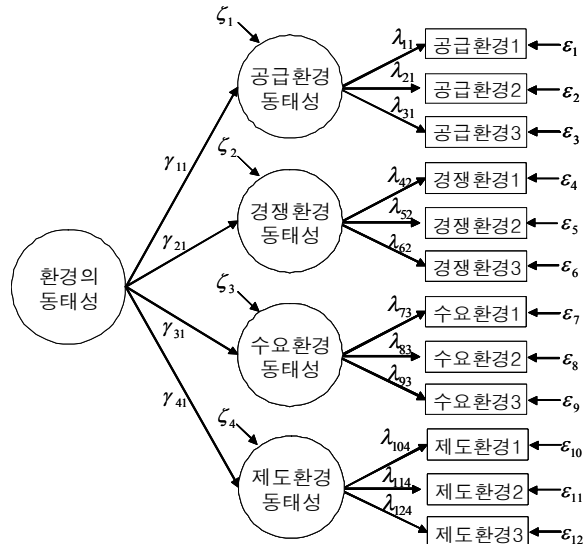 ζ₁
λ₁₁
공급환경1
ε₁
공급환경
동태성
λ₂₁
공급환경2
ε₂
λ₃₁
공급환경3
ε₃
γ₁₁
ζ₂
λ₄₂
경쟁환경1
ε₄
경쟁환경
동태성
λ₅₂
경쟁환경2
ε₅
λ₆₂
경쟁환경3
ε₆
γ₂₁
환경의
동태성
ζ₃
λ₇₃
수요환경1
ε₇
γ₃₁
수요환경
동태성
λ₈₃
수요환경2
ε₈
λ₉₃
수요환경3
ε₉
γ₄₁
ζ₄
λ₁₀₄
제도환경1
ε₁₀
제도환경
동태성
λ₁₁₄
제도환경2
ε₁₁
λ₁₂₄
제도환경3
ε₁₂